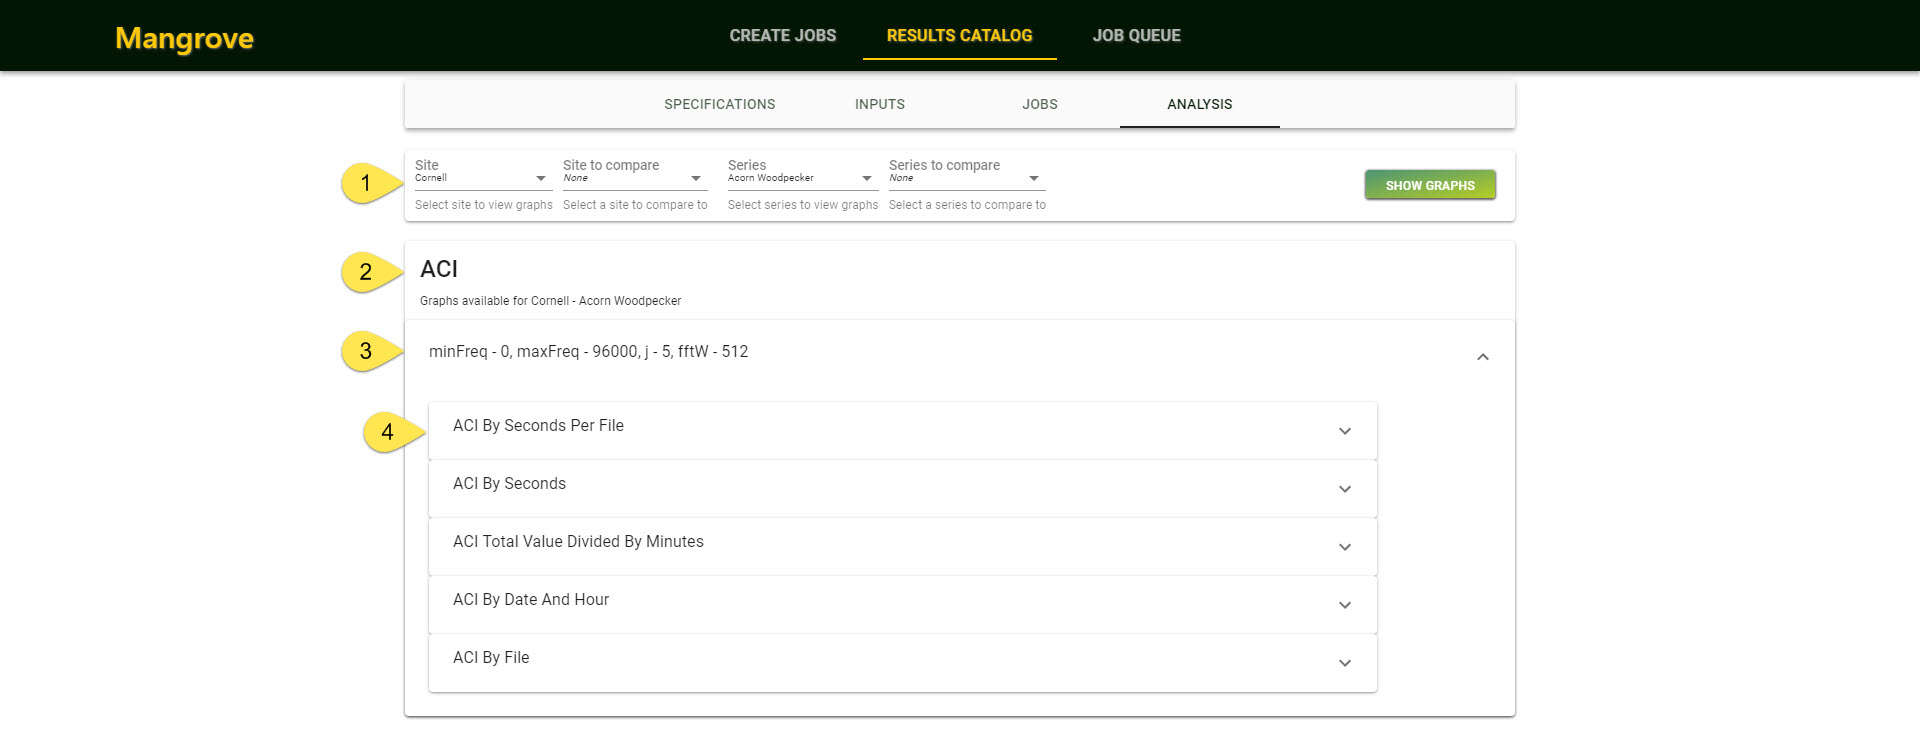 Mangrove
CREATE JOBS
RESULTS CATALOG
JOB QUEUE
SPECIFICATIONS
INPUTS
JOBS
ANALYSIS
1
Site
Cornell
Select site to view graphs
Site to compare
None
Select a site to compare to
Series
Acorn Woodpecker
Select series to view graphs
Series to compare
None
Select a series to compare to
SHOW GRAPHS
2
ACI
Graphs available for Cornell - Acorn Woodpecker
3
minFreq - 0, maxFreq - 96000, j - 5, fftW - 512
4
ACI By Seconds Per File
ACI By Seconds
ACI Total Value Divided By Minutes
ACI By Date And Hour
ACI By File